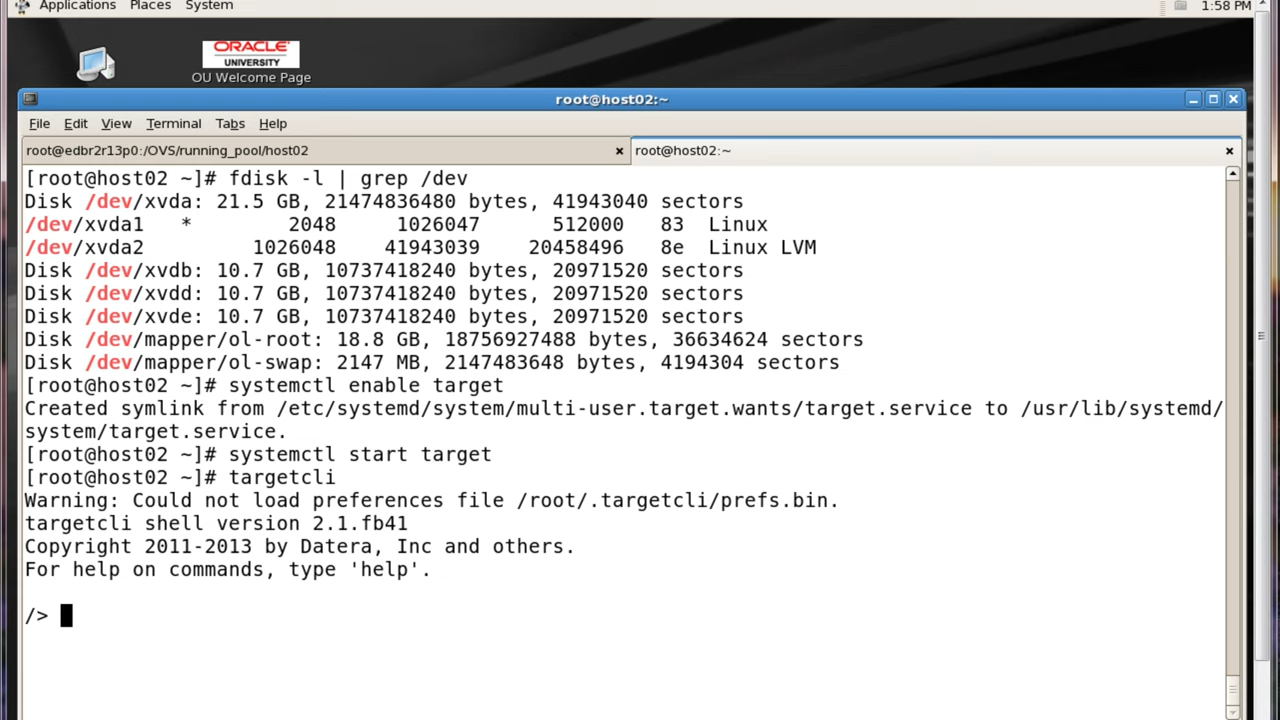 Applications Places System 1:58 PM
ORACLE
UNIVERSITY
OU Welcome Page
root@host02:~
File Edit View Terminal Tabs Help
root@edbr2r13p0:/OVS/running_pool/host02 root@host02:~
[root@host02 ~]# fdisk -l | grep /dev
Disk /dev/xvda: 21.5 GB, 21474836480 bytes, 41943040 sectors
/dev/xvda1   *        2048     1026047      512000   83  Linux
/dev/xvda2         1026048    41943039    20458496   8e  Linux LVM
Disk /dev/xvdb: 10.7 GB, 10737418240 bytes, 20971520 sectors
Disk /dev/xvdd: 10.7 GB, 10737418240 bytes, 20971520 sectors
Disk /dev/xvde: 10.7 GB, 10737418240 bytes, 20971520 sectors
Disk /dev/mapper/ol-root: 18.8 GB, 18756927488 bytes, 36634624 sectors
Disk /dev/mapper/ol-swap: 2147 MB, 2147483648 bytes, 4194304 sectors
[root@host02 ~]# systemctl enable target
Created symlink from /etc/systemd/system/multi-user.target.wants/target.service to /usr/lib/systemd/
system/target.service.
[root@host02 ~]# systemctl start target
[root@host02 ~]# targetcli
Warning: Could not load preferences file /root/.targetcli/prefs.bin.
targetcli shell version 2.1.fb41
Copyright 2011-2013 by Datera, Inc and others.
For help on commands, type 'help'.
/>